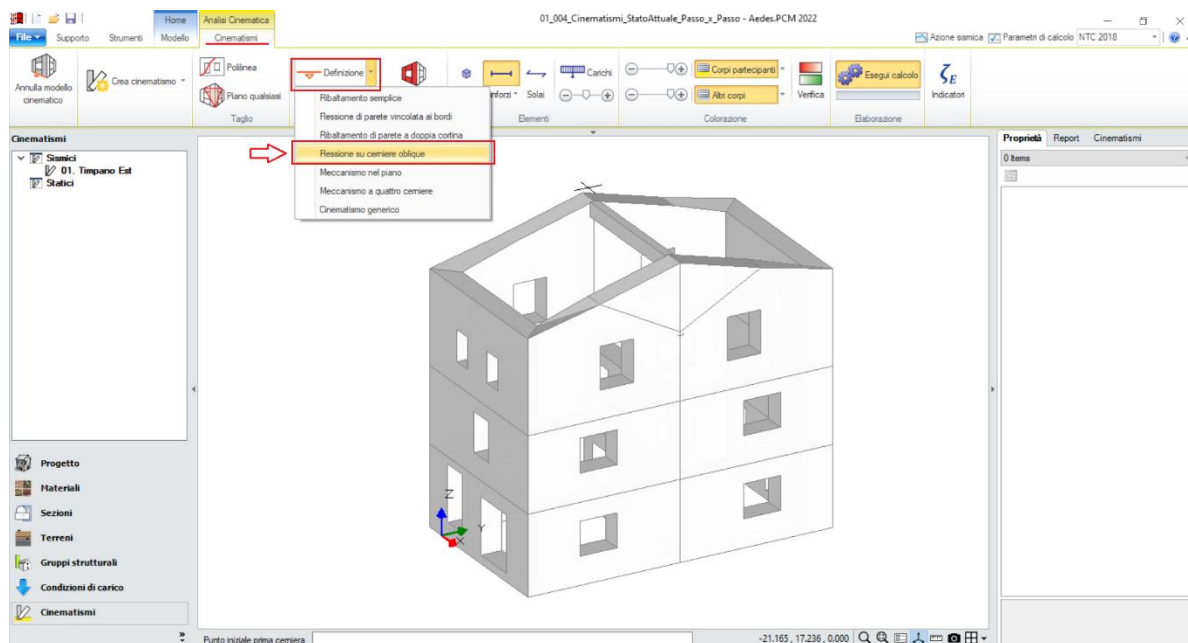 01_004_Cinematismi_StatoAttuale_Passo_x_Passo - Aedes.PCM 2022
Home
Analisi Cinematica
File
Supporto
Strumenti
Modello
Cinematismi
Azione sismica
Parametri di calcolo
NTC 2018
Annulla modello
cinematico
Crea cinematismo
Polilinea
Piano qualsiasi
Taglio
Definizione
Ribaltamento semplice
Flessione di parete vincolata ai bordi
Ribaltamento di parete a doppia cortina
Flessione su cerniere oblique
Meccanismo nel piano
Meccanismo a quattro cerniere
Cinematismo generico
Solai
Carichi
Elementi
Corpi partecipanti
Altri corpi
Verifica
Colorazione
Esegui calcolo
Elaborazione
ζE
Indicatori
Cinematismi
Sismici
01. Timpano Est
Statici
Progetto
Materiali
Sezioni
Terreni
Gruppi strutturali
Condizioni di carico
Cinematismi
Z
Y
X
Proprietà
Report
Cinematismi
0 Items
Punto iniziale prima cerniera
-21.165 , 17.236 , 0.000